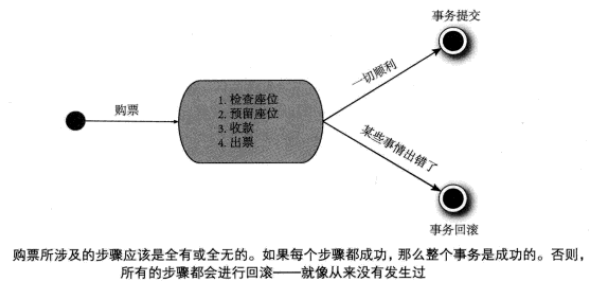 事务提交
一切顺利
购票
1. 检查座位
2. 预留座位
3. 收款
4. 出票
某些事情出错了
事务回滚
购票所涉及的步骤应该是全有或全无的。如果每个步骤都成功，那么整个事务是成功的。否则，
所有的步骤都会进行回滚——就像从来没有发生过